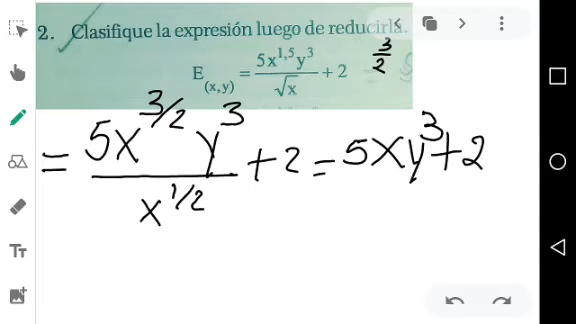 2. Clasifique la expresión luego de reducirla.
E(x,y) = 5x^1,5 y^3 / √x + 2
3/2
= 5x^3/2 y^3 / x^1/2 + 2 = 5xy^3 + 2
Tт